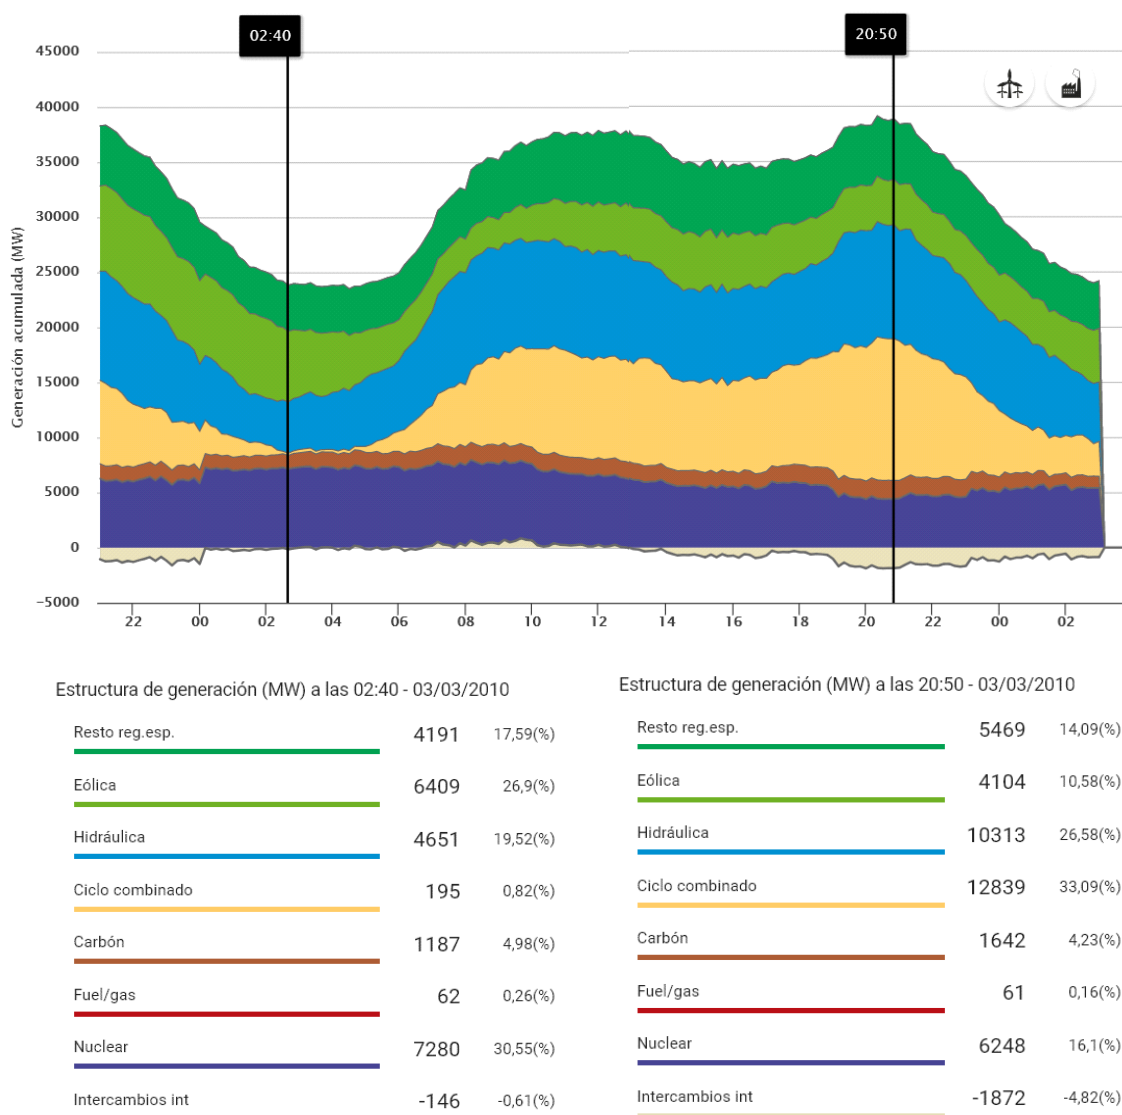 02:40
20:50
45000
40000
35000
30000
25000
20000
15000
10000
5000
0
-5000
Generación acumulada (MW)
22 00 02 04 06 08 10 12 14 16 18 20 22 00 02
Estructura de generación (MW) a las 02:40 - 03/03/2010
Resto reg.esp. 4191 17,59(%)
Eólica 6409 26,9(%)
Hidráulica 4651 19,52(%)
Ciclo combinado 195 0,82(%)
Carbón 1187 4,98(%)
Fuel/gas 62 0,26(%)
Nuclear 7280 30,55(%)
Intercambios int -146 -0,61(%)
Estructura de generación (MW) a las 20:50 - 03/03/2010
Resto reg.esp. 5469 14,09(%)
Eólica 4104 10,58(%)
Hidráulica 10313 26,58(%)
Ciclo combinado 12839 33,09(%)
Carbón 1642 4,23(%)
Fuel/gas 61 0,16(%)
Nuclear 6248 16,1(%)
Intercambios int -1872 -4,82(%)